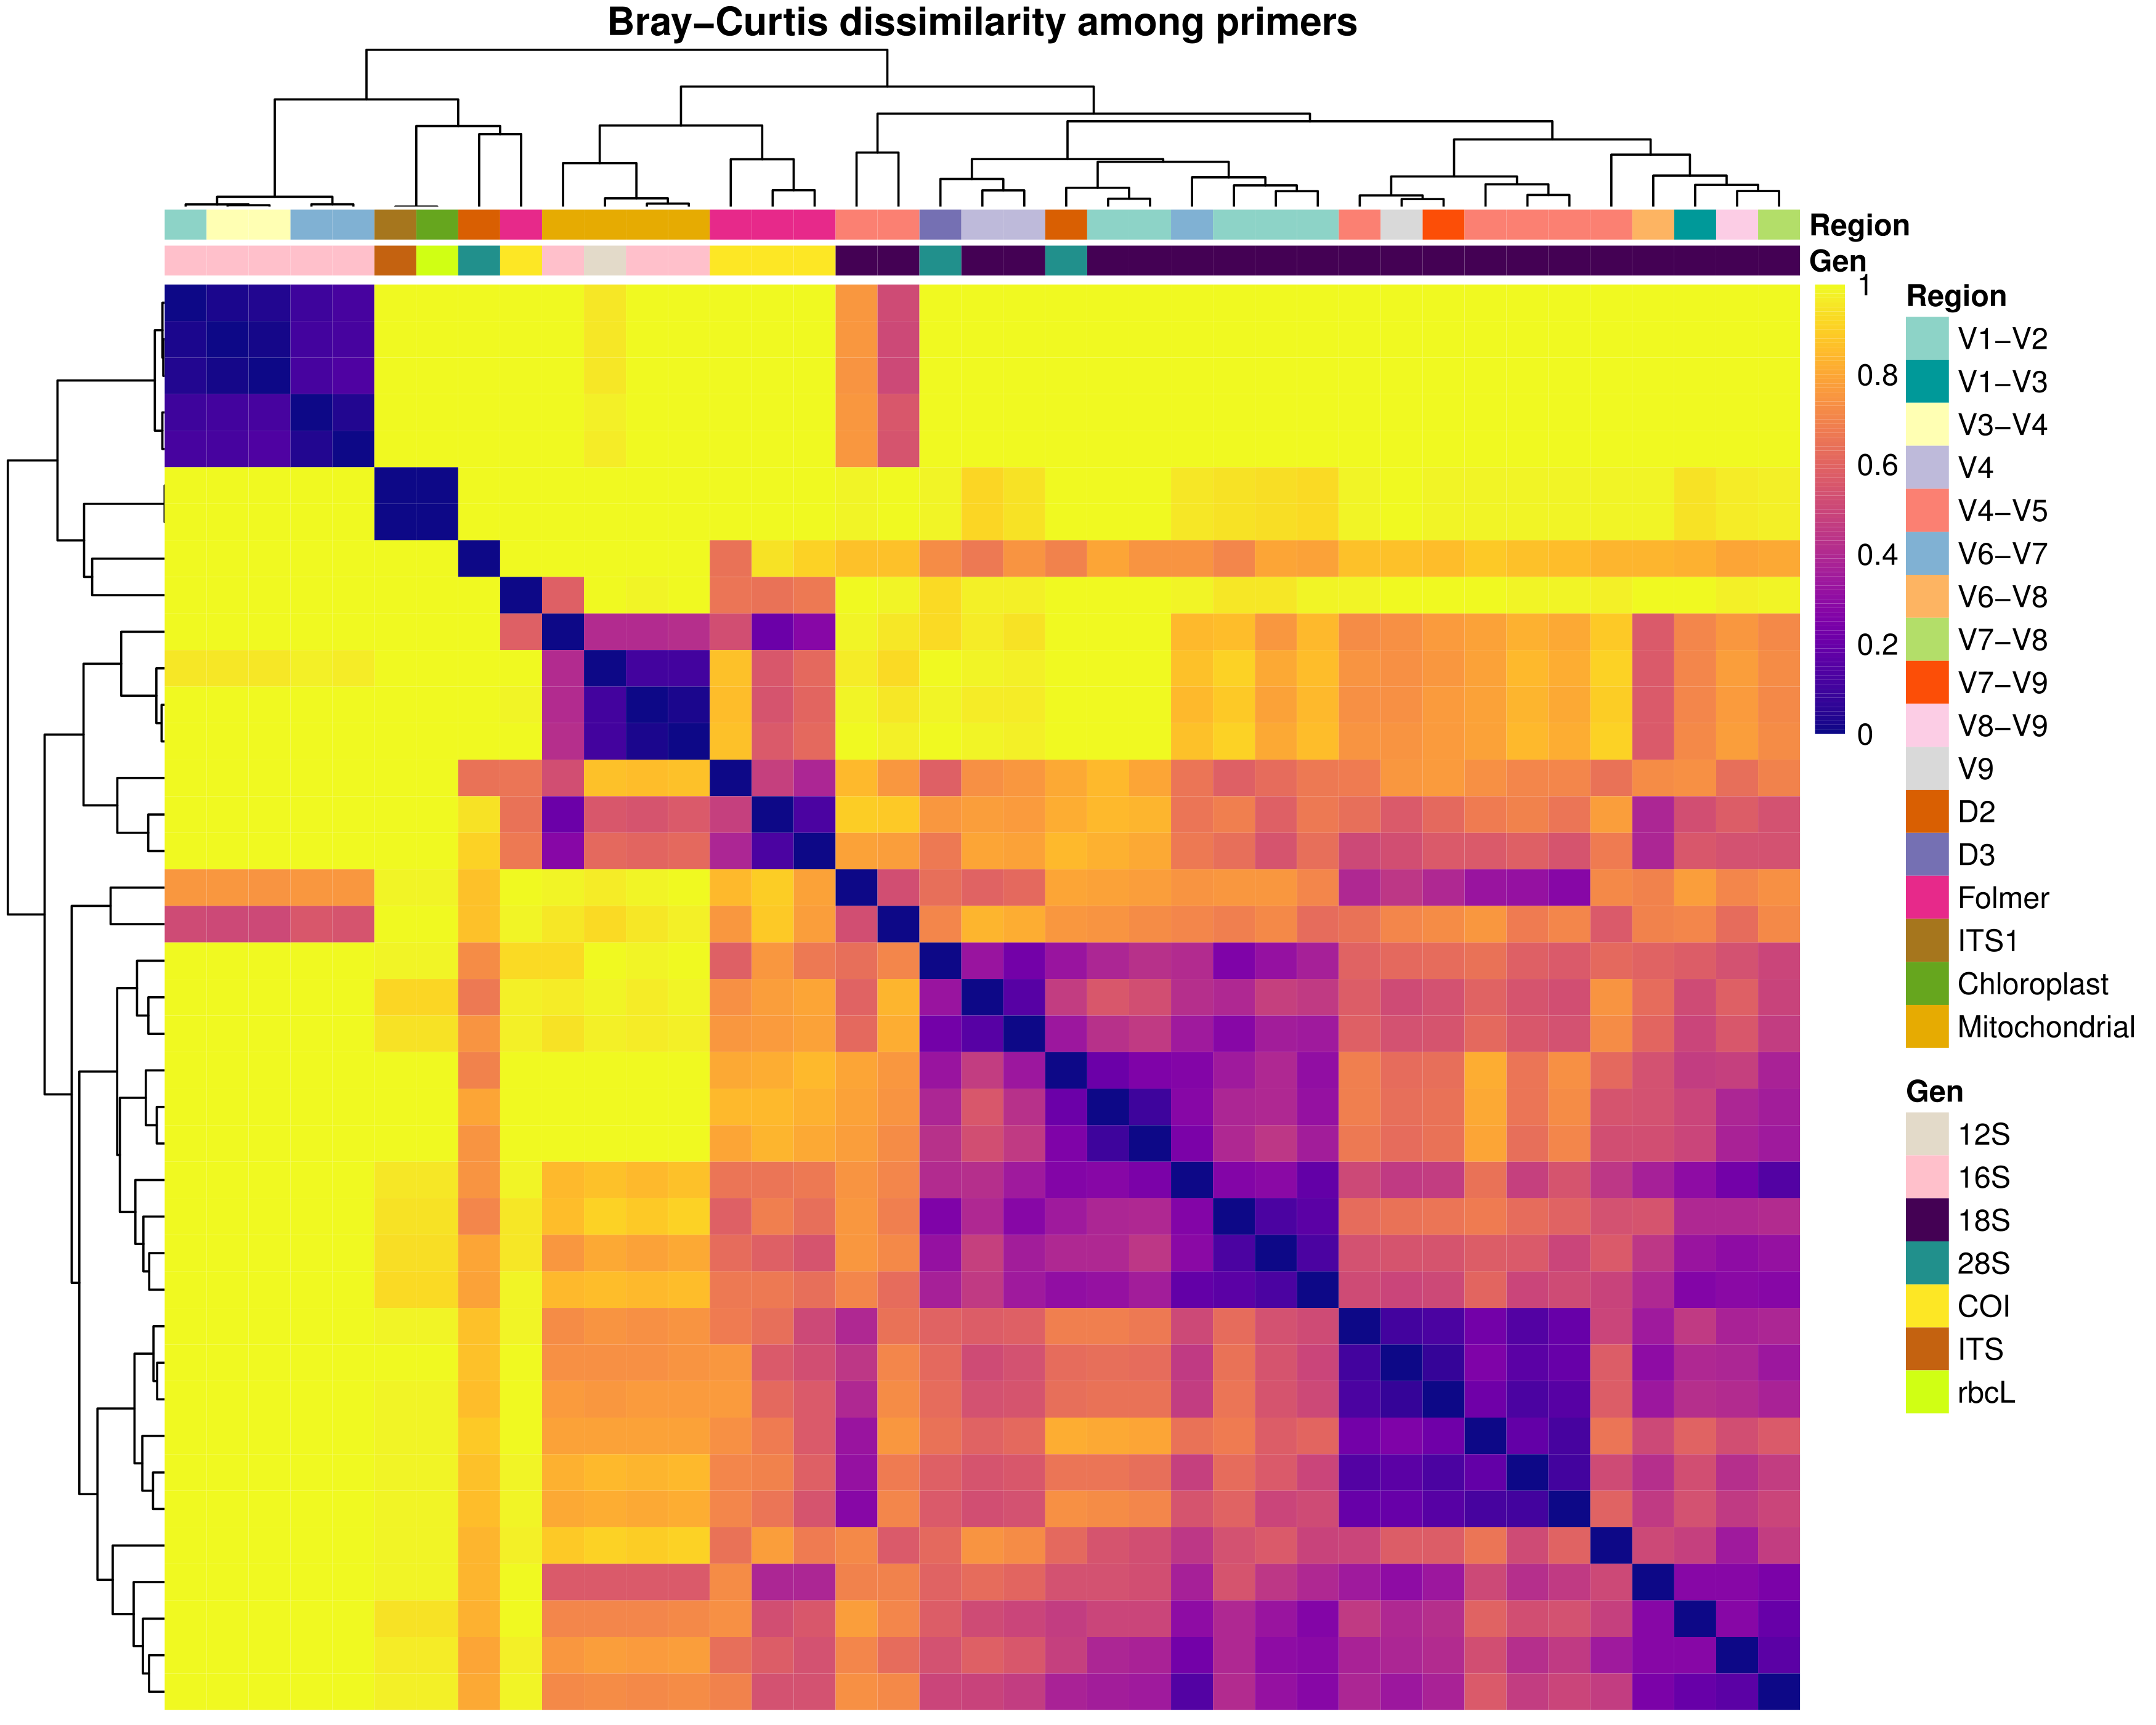 Bray−Curtis dissimilarity among primers
Region
Gen
1
0.8
0.6
0.4
0.2
0
Region
V1−V2
V1−V3
V3−V4
V4
V4−V5
V6−V7
V6−V8
V7−V8
V7−V9
V8−V9
V9
D2
D3
Folmer
ITS1
Chloroplast
Mitochondrial
Gen
12S
16S
18S
28S
COI
ITS
rbcL